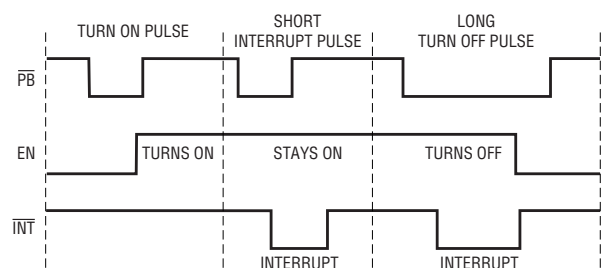 TURN ON PULSE
SHORT
INTERRUPT PULSE
LONG
TURN OFF PULSE
PB
EN
TURNS ON
STAYS ON
TURNS OFF
INT
INTERRUPT
INTERRUPT